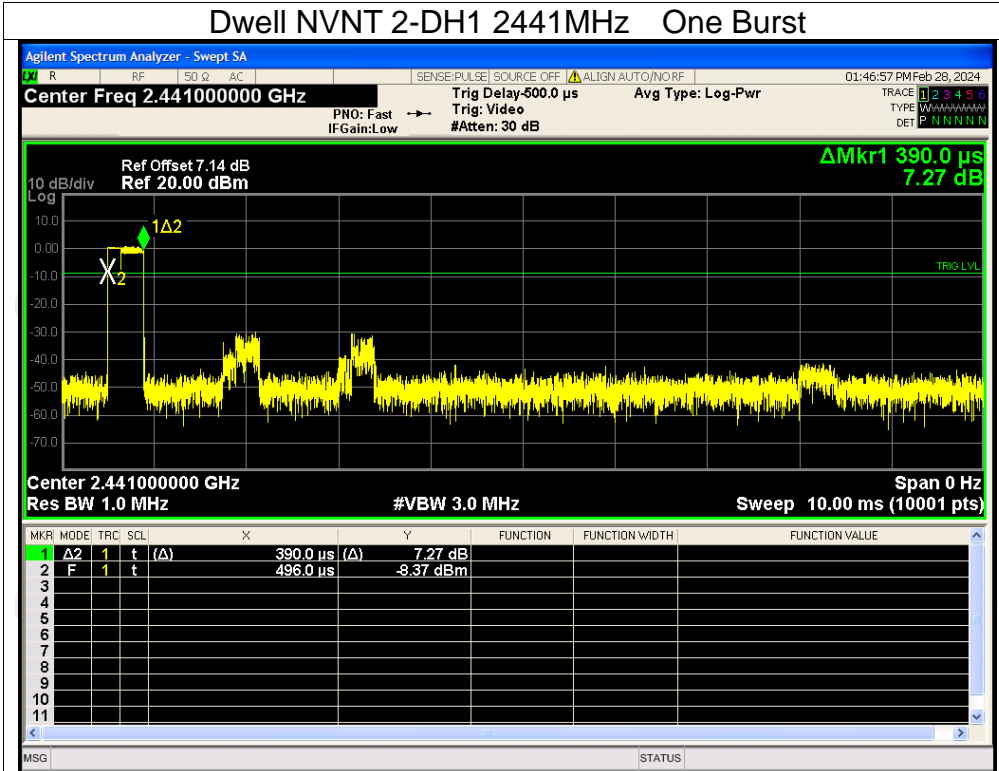 Dwell NVNT 2-DH1 2441MHz One Burst
Agilent Spectrum Analyzer - Swept SA
LXI R RF 50 Ω AC SENSE:PULSE SOURCE OFF ALIGN AUTO/NO RF 01:46:57 PM Feb 28, 2024
Center Freq 2.441000000 GHz Trig Delay-500.0 µs Avg Type: Log-Pwr TRACE 1 2 3 4 5 6
PNO: Fast Trig: Video TYPE WWWWWW
IFGain:Low #Atten: 30 dB DET P N N N N N
ΔMkr1 390.0 µs
7.27 dB
Ref Offset 7.14 dB
10 dB/div Ref 20.00 dBm
Log
10.0
1Δ2
0.00
TRIG LVL
2
-10.0
-20.0
-30.0
-40.0
-50.0
-60.0
-70.0
Center 2.441000000 GHz Span 0 Hz
Res BW 1.0 MHz #VBW 3.0 MHz Sweep 10.00 ms (10001 pts)
MKR MODE TRC SCL X Y FUNCTION FUNCTION WIDTH FUNCTION VALUE
1 Δ2 1 t (Δ) 390.0 µs (Δ) 7.27 dB
2 F 1 t 496.0 µs -8.37 dBm
3
4
5
6
7
8
9
10
11
MSG STATUS